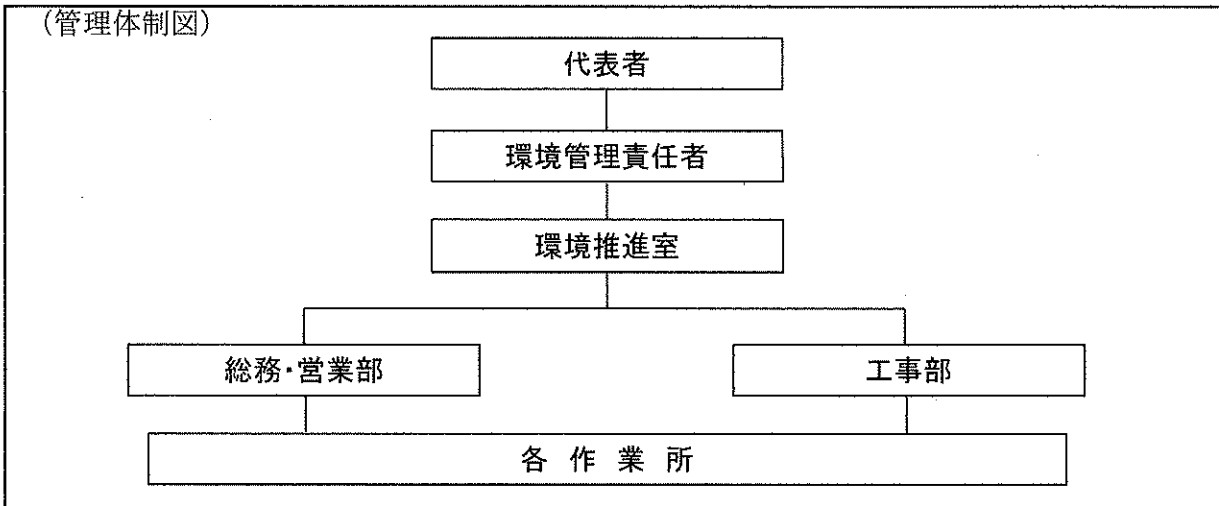 (管理体制図)
代表者
環境管理責任者
環境推進室
総務・営業部
工事部
各作業所